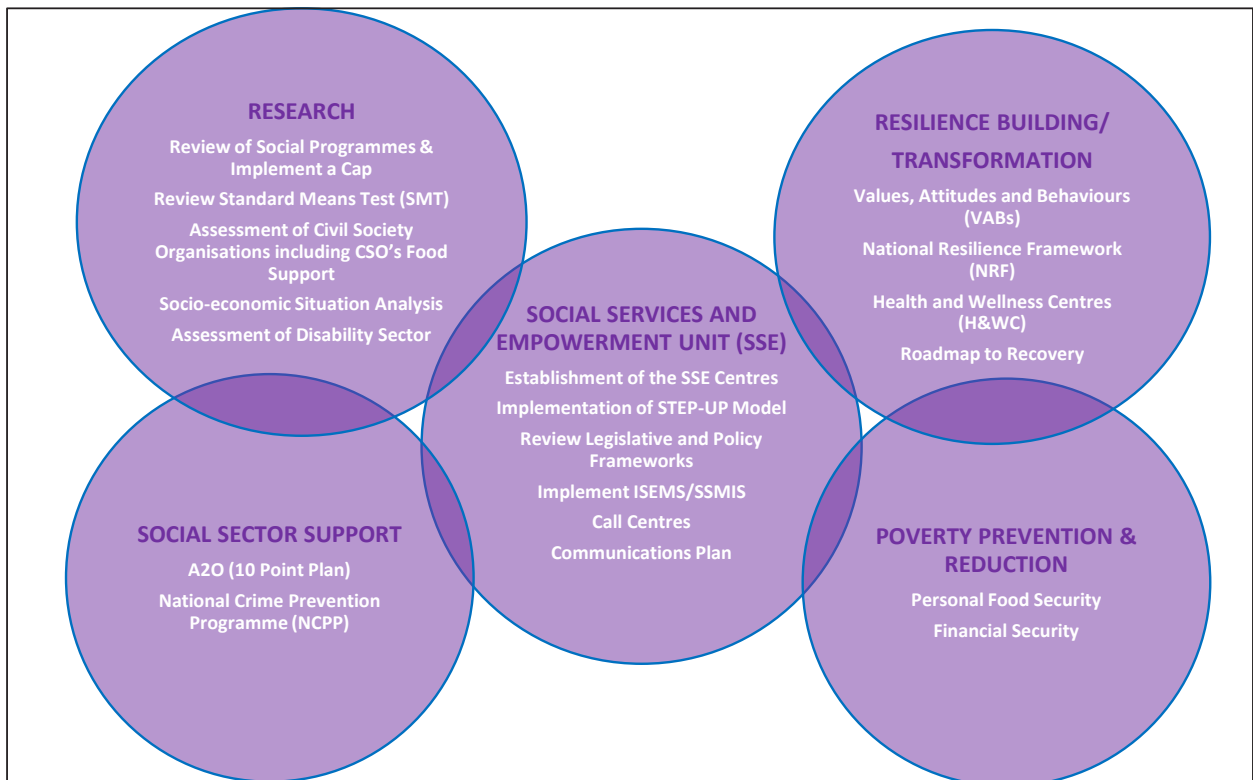 RESEARCH
Review of Social Programmes &
Implement a Cap
Review Standard Means Test (SMT)
Assessment of Civil Society
Organisations including CSO's Food
Support
Socio-economic Situation Analysis
Assessment of Disability Sector
RESILIENCE BUILDING/
TRANSFORMATION
Values, Attitudes and Behaviours
(VABs)
National Resilience Framework
(NRF)
Health and Wellness Centres
(H&WC)
Roadmap to Recovery
SOCIAL SERVICES AND
EMPOWERMENT UNIT (SSE)
Establishment of the SSE Centres
Implementation of STEP-UP Model
Review Legislative and Policy
Frameworks
Implement ISEMS/SSMIS
Call Centres
Communications Plan
SOCIAL SECTOR SUPPORT
A2O (10 Point Plan)
National Crime Prevention
Programme (NCPP)
POVERTY PREVENTION &
REDUCTION
Personal Food Security
Financial Security